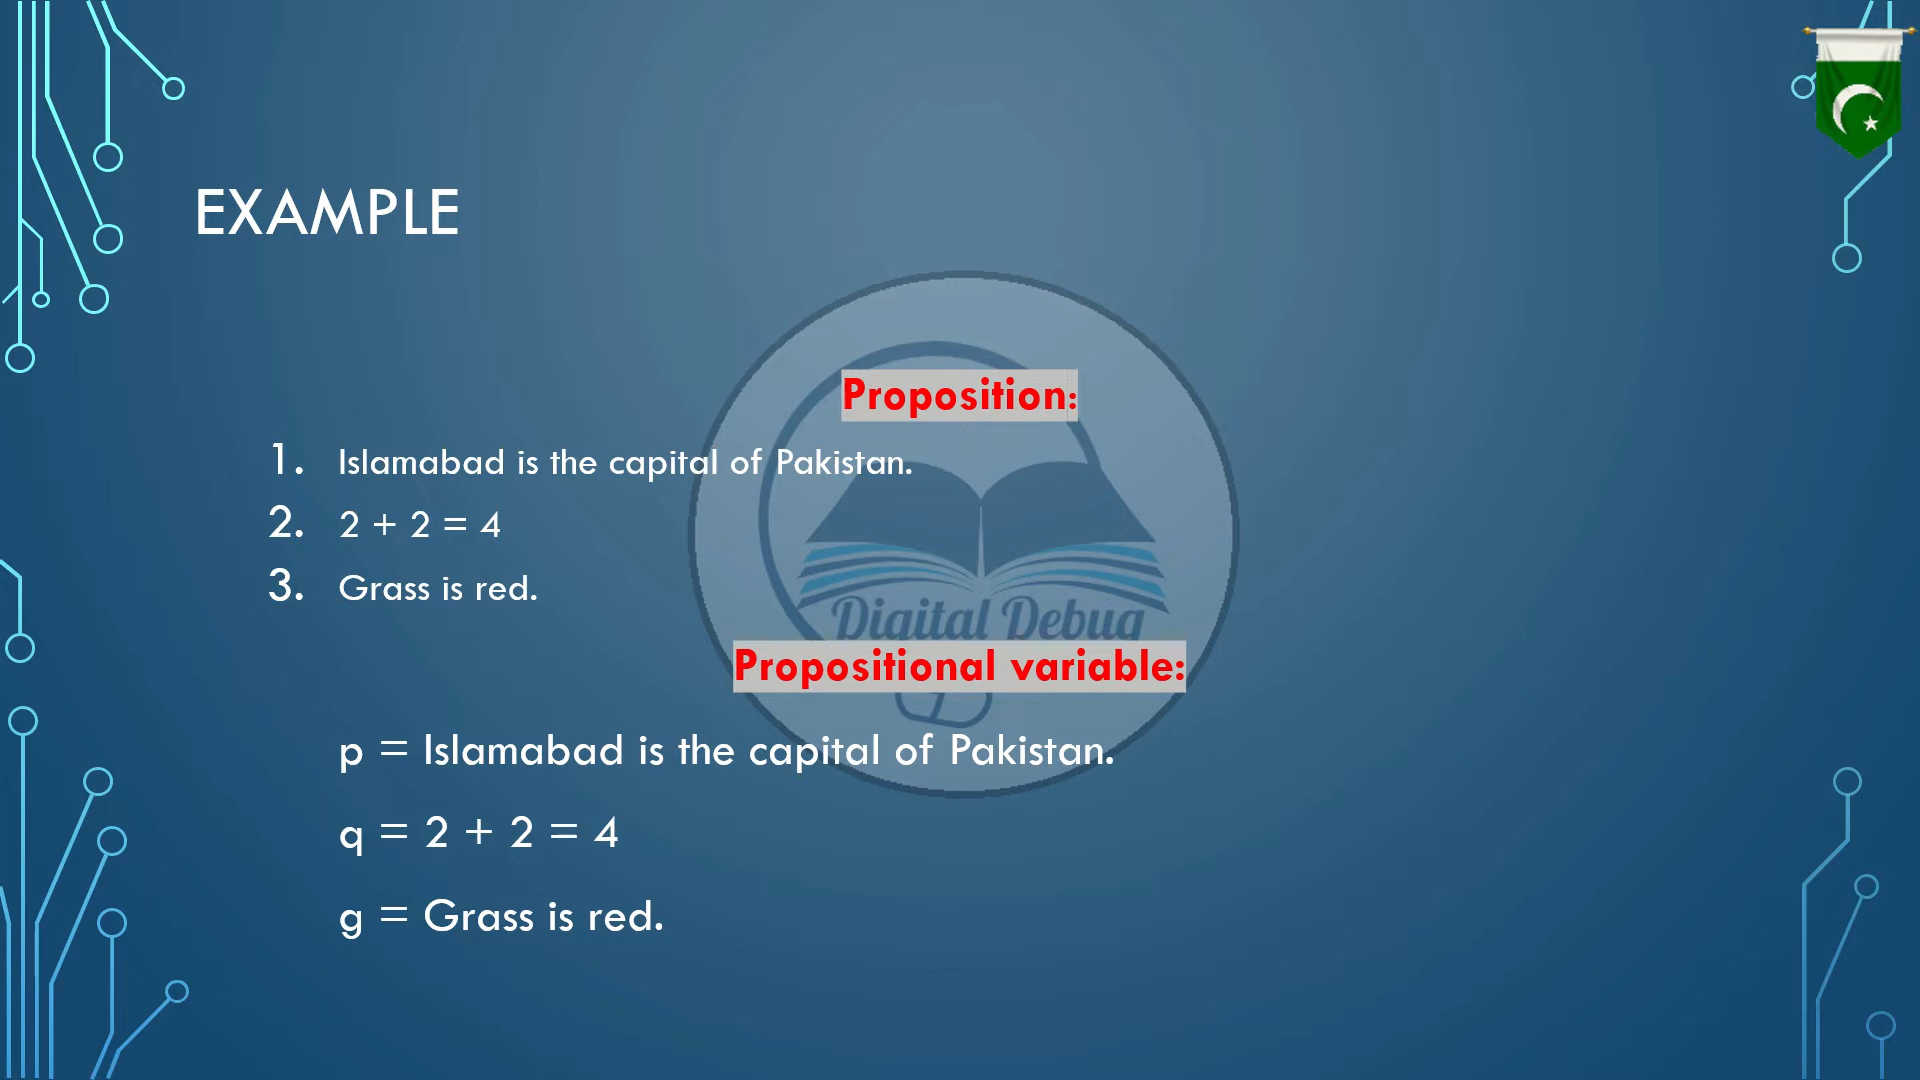 EXAMPLE
Proposition:
1. Islamabad is the capital of Pakistan.
2. 2 + 2 = 4
3. Grass is red.
Digital Debug
Propositional variable:
p = Islamabad is the capital of Pakistan.
q = 2 + 2 = 4
g = Grass is red.